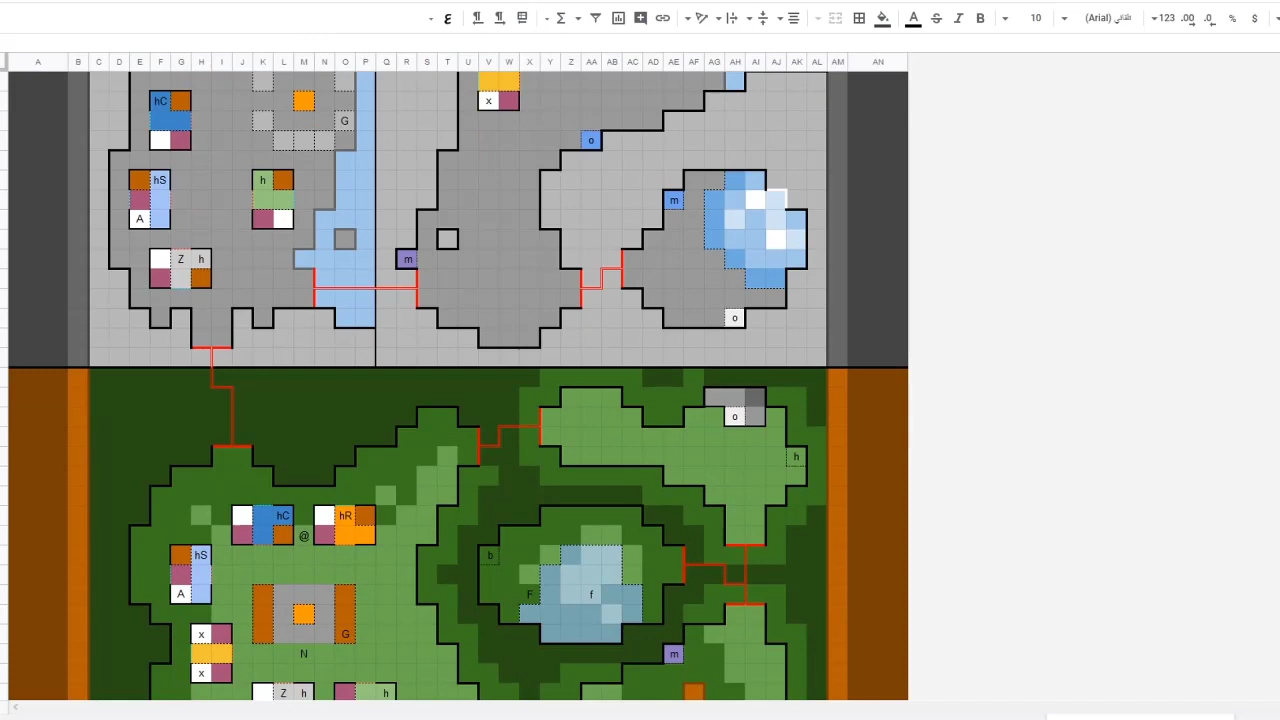 ε Σ 10 (Arial) تلقائي 123 .00 .0 % $
A B C D E F G H I J K L M N O P Q R S T U V W X Y Z AA AB AC AD AE AF AG AH AI AJ AK AL AM AN
hC x
G
o
hS h
m
A
Z h m
o
o
h
hC hR
@
hS b
A F f
x G
N m
x
Z h h